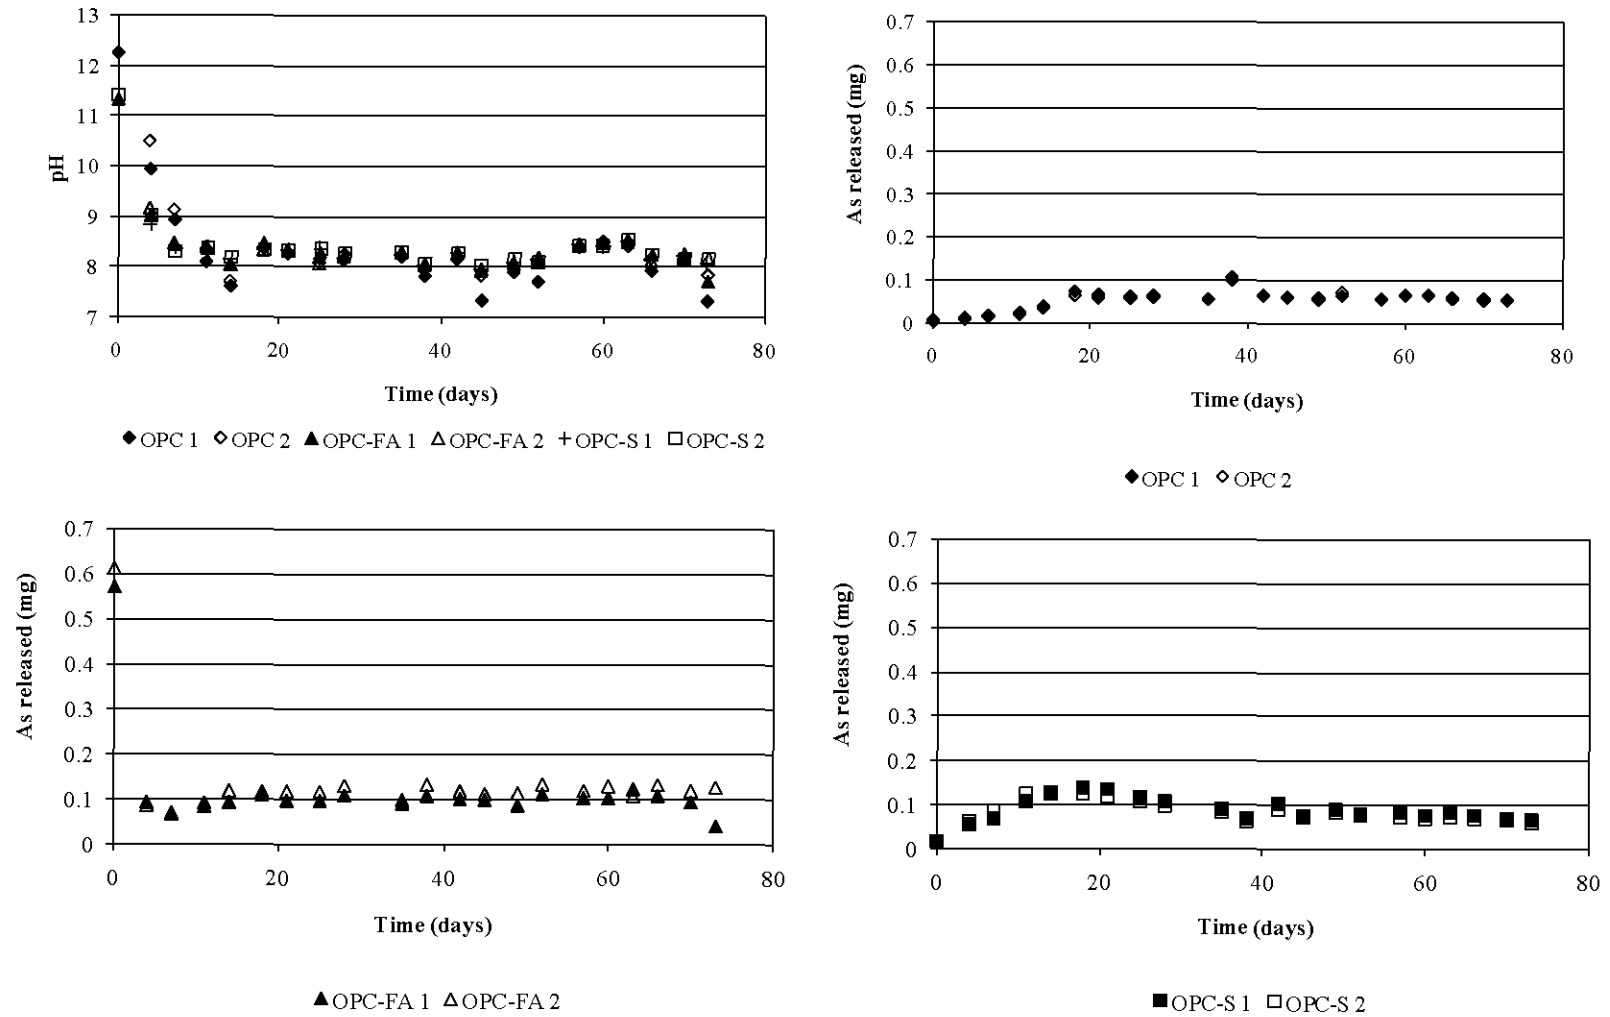 13
12
11
10
9
8
7
pH
0 20 40 60 80
Time (days)
OPC 1 OPC 2 OPC-FA 1 OPC-FA 2 OPC-S 1 OPC-S 2
0.7
0.6
0.5
0.4
0.3
0.2
0.1
0
As released (mg)
0 20 40 60 80
Time (days)
OPC 1 OPC 2
0.7
0.6
0.5
0.4
0.3
0.2
0.1
0
As released (mg)
0 20 40 60 80
Time (days)
OPC-FA 1 OPC-FA 2
0.7
0.6
0.5
0.4
0.3
0.2
0.1
0
As released (mg)
0 20 40 60 80
Time (days)
OPC-S 1 OPC-S 2